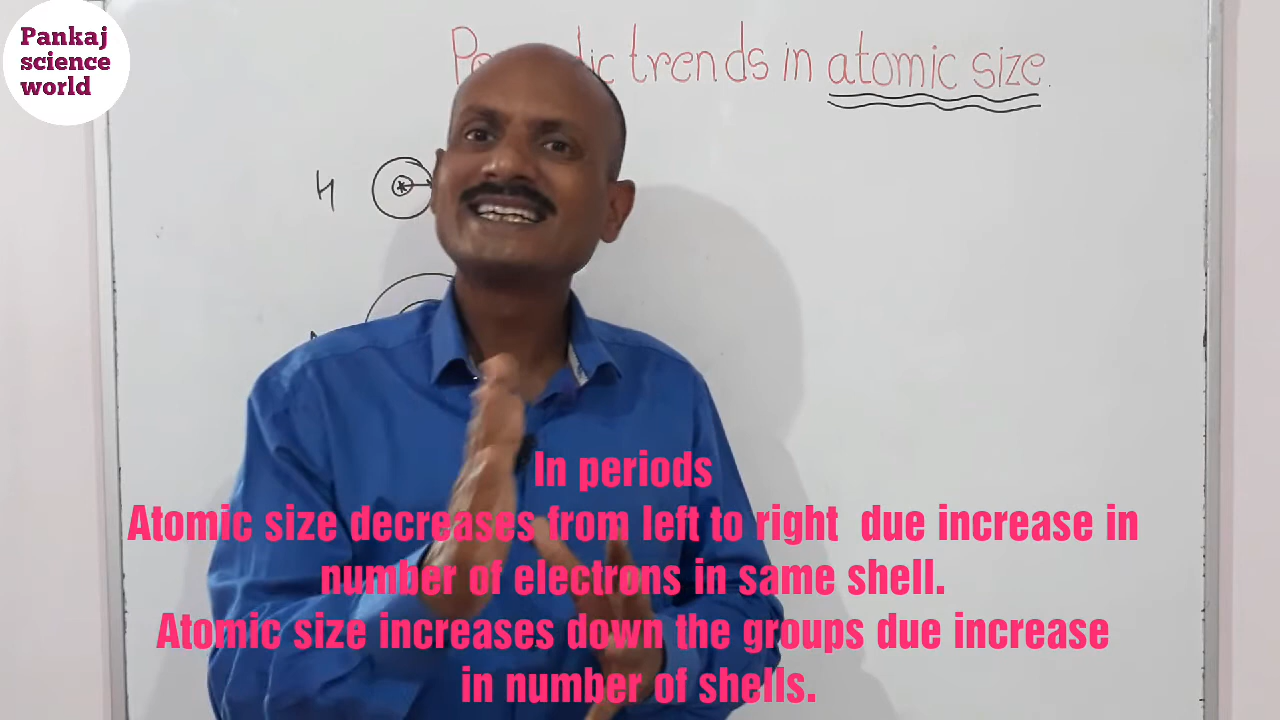 Pankaj
science
world
trends in atomic size.
H
In periods
Atomic size decreases from left to right due increase in
number of electrons in same shell.
Atomic size increases down the groups due increase
in number of shells.